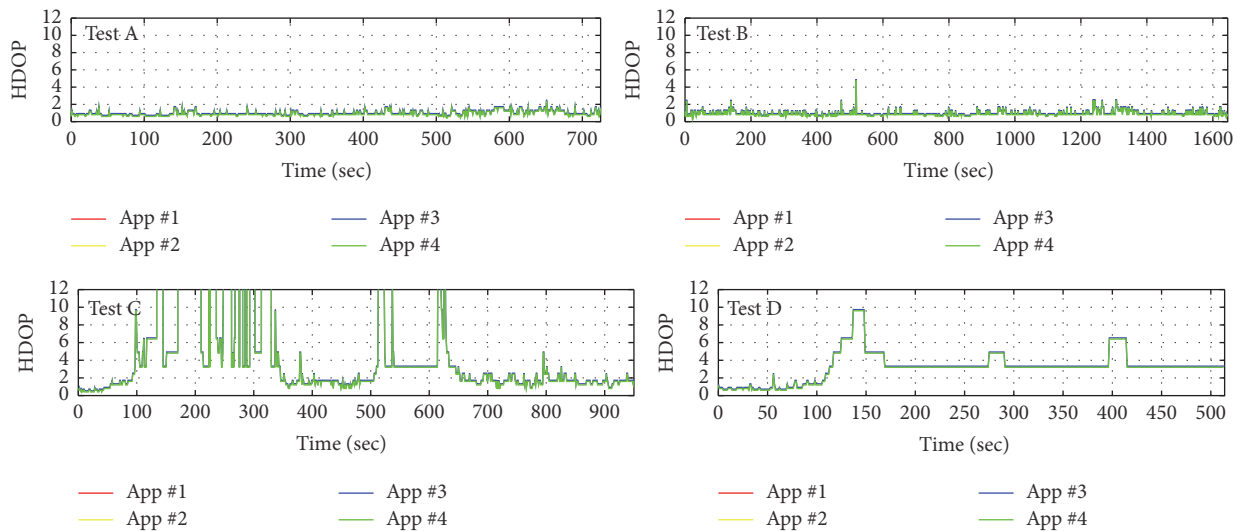 Test A
HDOP
12
10
8
6
4
2
0
0 100 200 300 400 500 600 700
Time (sec)
App #1 App #3
App #2 App #4
Test B
HDOP
12
10
8
6
4
2
0
0 200 400 600 800 1000 1200 1400 1600
Time (sec)
App #1 App #3
App #2 App #4
Test C
HDOP
12
10
8
6
4
2
0
0 100 200 300 400 500 600 700 800 900
Time (sec)
App #1 App #3
App #2 App #4
Test D
HDOP
12
10
8
6
4
2
0
0 50 100 150 200 250 300 350 400 450 500
Time (sec)
App #1 App #3
App #2 App #4